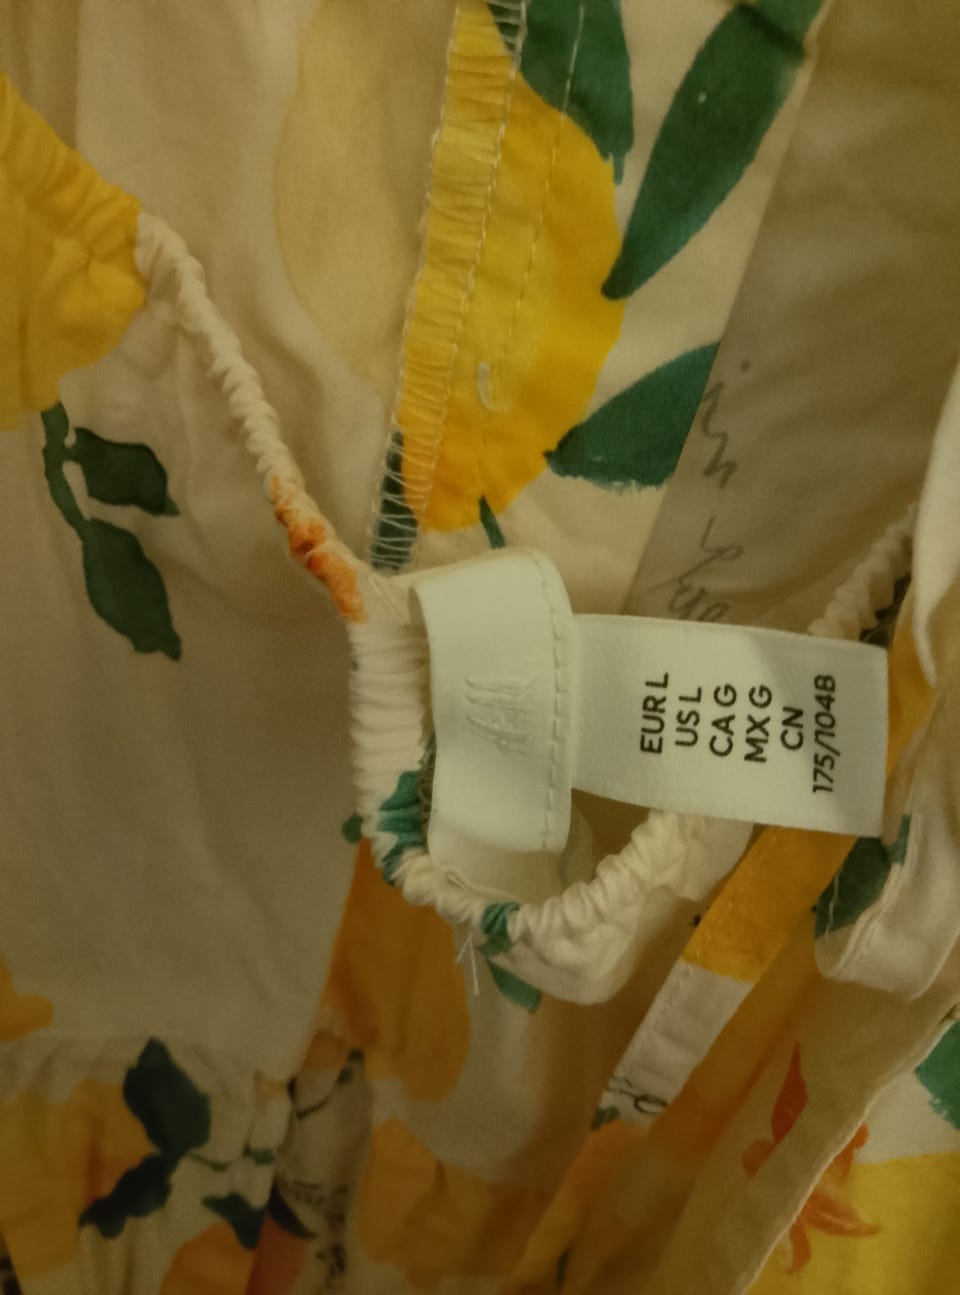 H&M
EUR L
US L
CA G
MX G
CN
175/104B